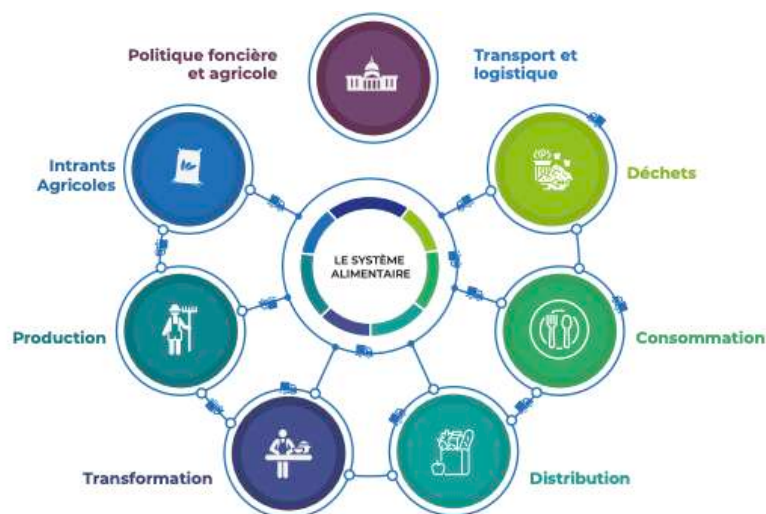 Politique foncière
et agricole
Transport et
logistique
Intrants
Agricoles
Déchets
LE SYSTÈME
ALIMENTAIRE
Production
Consommation
Transformation
Distribution